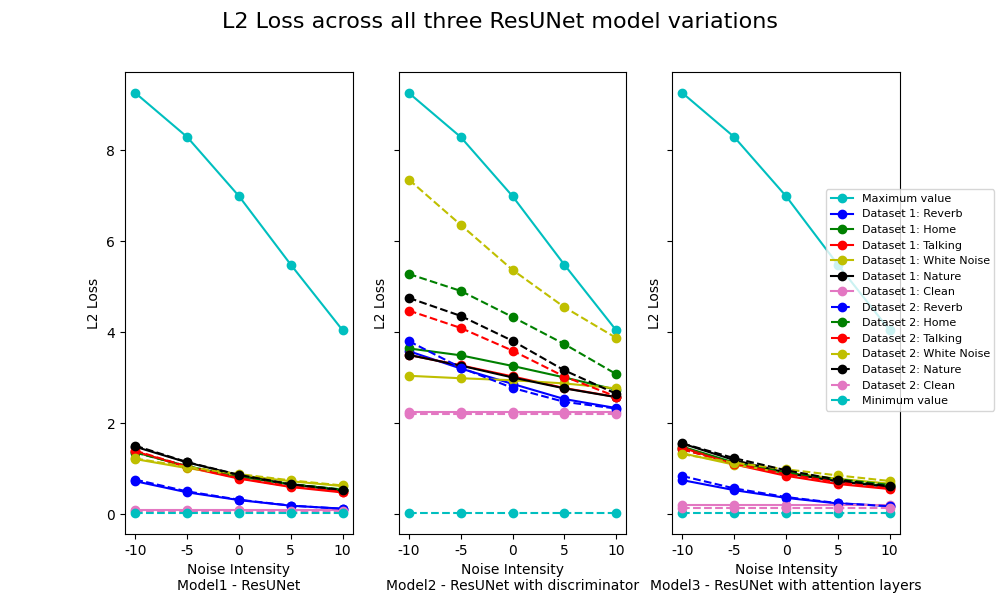 L2 Loss across all three ResUNet model variations
L2 Loss
8
6
4
2
0
-10 -5 0 5 10
Noise Intensity
Model1 - ResUNet
L2 Loss
-10 -5 0 5 10
Noise Intensity
Model2 - ResUNet with discriminator
L2 Loss
-10 -5 0 5 10
Noise Intensity
Model3 - ResUNet with attention layers
Maximum value
Dataset 1: Reverb
Dataset 1: Home
Dataset 1: Talking
Dataset 1: White Noise
Dataset 1: Nature
Dataset 1: Clean
Dataset 2: Reverb
Dataset 2: Home
Dataset 2: Talking
Dataset 2: White Noise
Dataset 2: Nature
Dataset 2: Clean
Minimum value